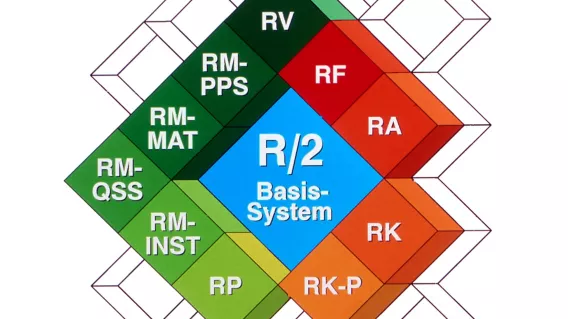 RV
RM-
PPS
RF
RM-
MAT
RA
R/2
Basis-
System
RM-
QSS
RM-
INST
RK
RP
RK-P